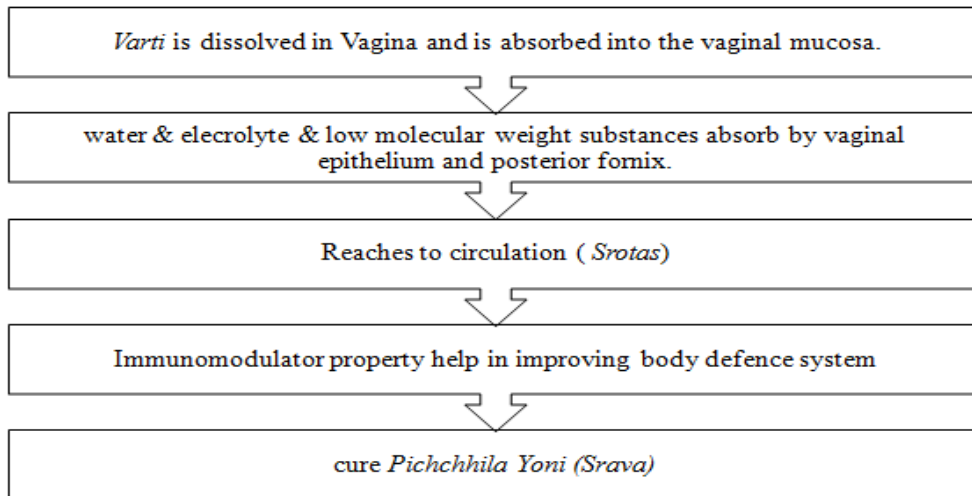 Varti is dissolved in Vagina and is absorbed into the vaginal mucosa.
water & elecrolyte & low molecular weight substances absorb by vaginal
epithelium and posterior fornix.
Reaches to circulation ( Srotas)
Immunomodulator property help in improving body defence system
cure Pichchhila Yoni (Srava)